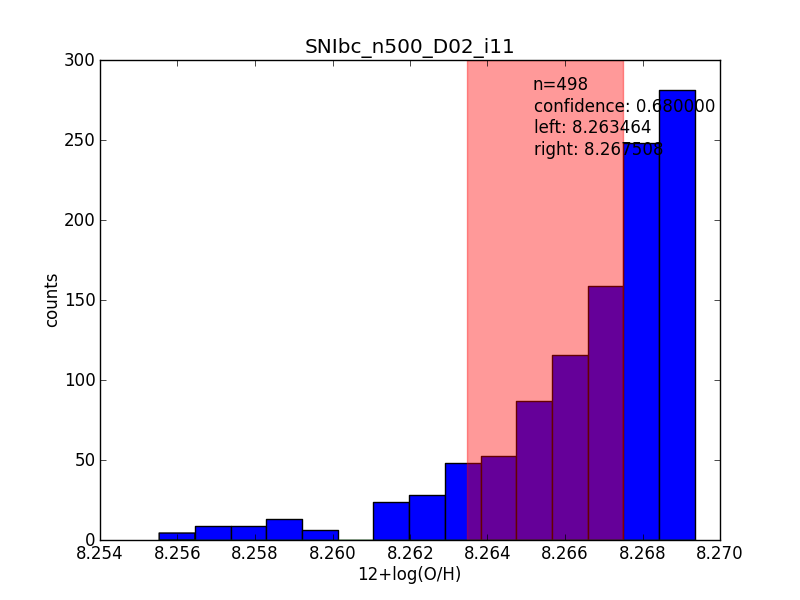 SNIbc_n500_D02_i11
300
n=498
confidence: 0.680000
left: 8.263464
right: 8.267508
250
200
150
100
50
0
counts
8.254 8.256 8.258 8.260 8.262 8.264 8.266 8.268 8.270
12+log(O/H)